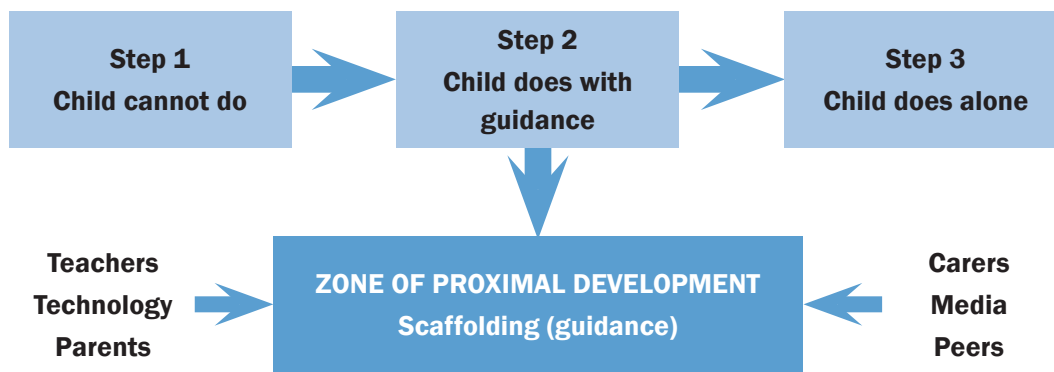 Step 1
Child cannot do
Step 2
Child does with
guidance
Step 3
Child does alone
Teachers
Technology
Parents
ZONE OF PROXIMAL DEVELOPMENT
Scaffolding (guidance)
Carers
Media
Peers